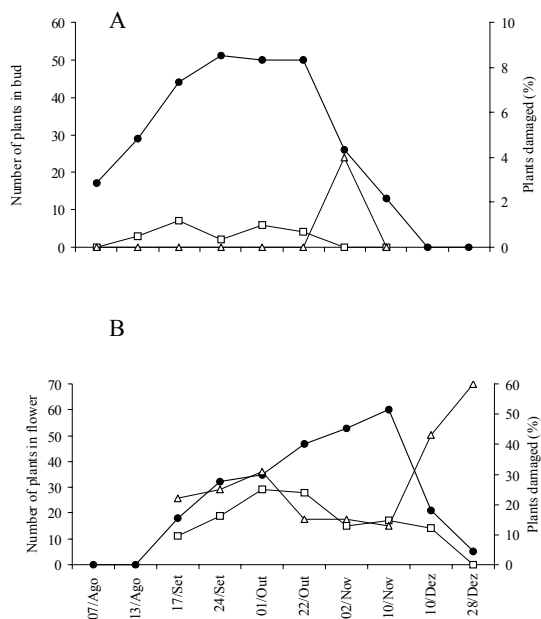 A
60
50
40
30
20
10
0
Number of plants in bud
10
8
6
4
2
0
Plants damaged (%)
B
70
60
50
40
30
20
10
0
Number of plants in flower
60
50
40
30
20
10
0
Plants damaged (%)
07/Ago
13/Ago
17/Set
24/Set
01/Out
22/Out
02/Nov
10/Nov
10/Dez
28/Dez